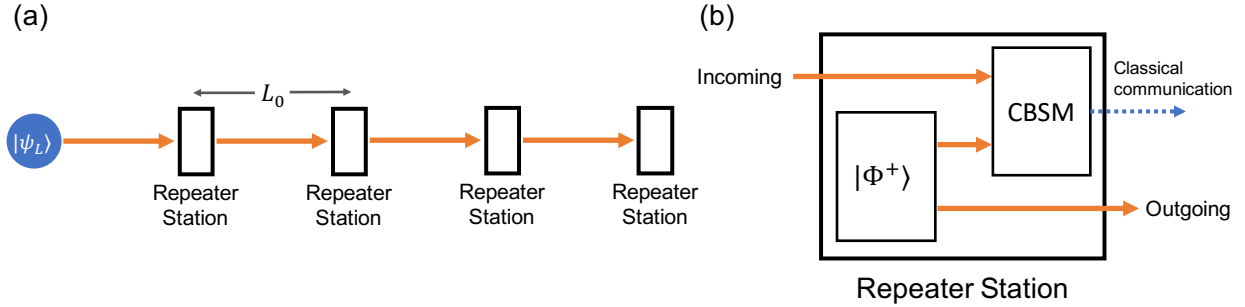 (a)
|ψ_L⟩
L_0
Repeater
Station
Repeater
Station
Repeater
Station
Repeater
Station
(b)
Incoming
CBSM
Classical
communication
|Φ^+⟩
Outgoing
Repeater Station